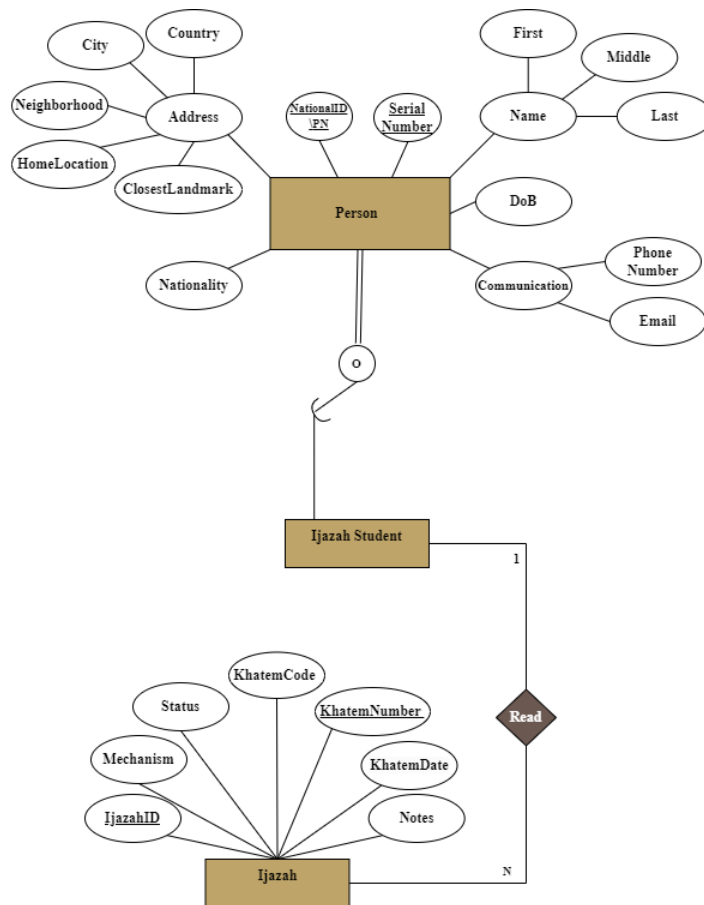 Country
First
City
Middle
Neighborhood
Address
NationalID
\PN
Serial
Number
Name
Last
HomeLocation
ClosestLandmark
Person
DoB
Phone
Number
Nationality
Communication
Email
O
Ijazah Student
1
KhatemCode
Status
KhatemNumber
Read
Mechanism
KhatemDate
IjazahID
Notes
Ijazah
N